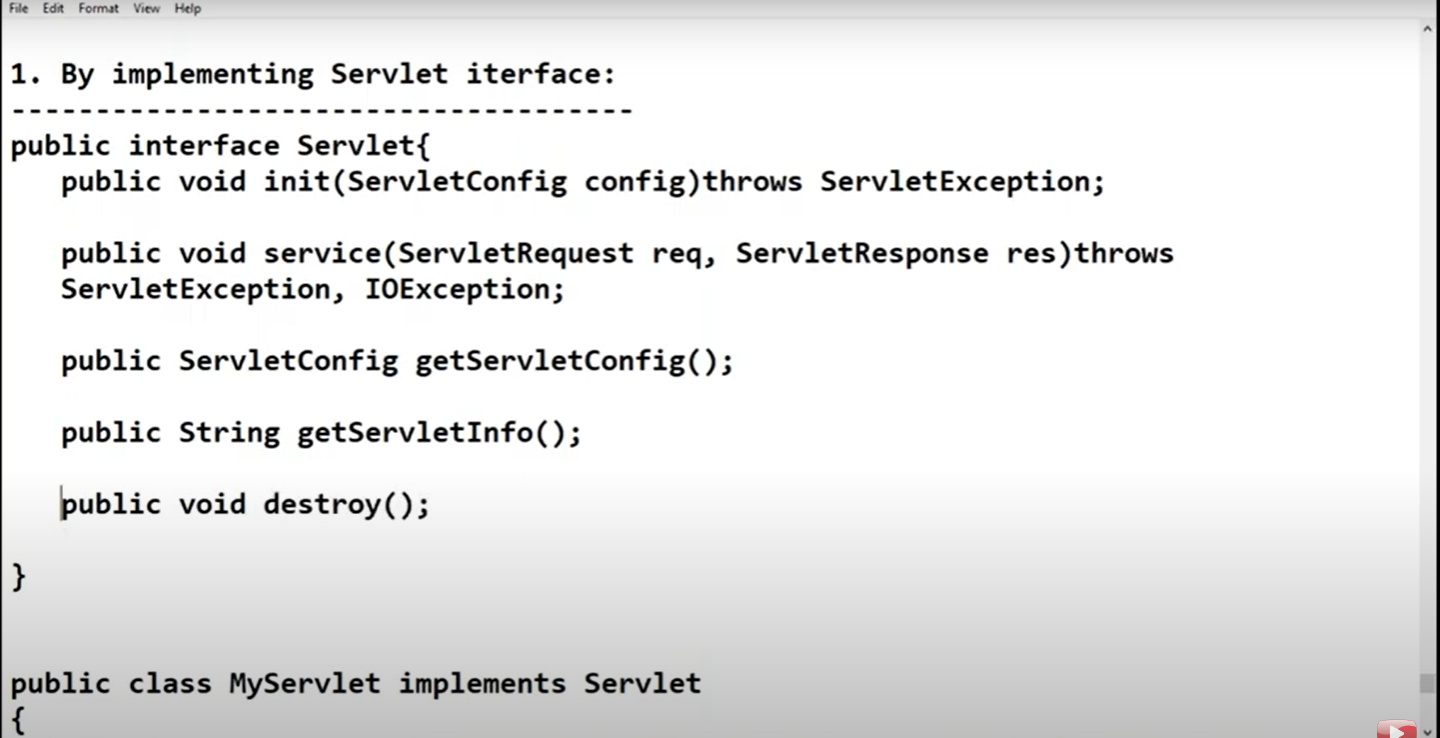 File Edit Format View Help
1. By implementing Servlet iterface:
-------------------------------------
public interface Servlet{
public void init(ServletConfig config)throws ServletException;
public void service(ServletRequest req, ServletResponse res)throws
ServletException, IOException;
public ServletConfig getServletConfig();
public String getServletInfo();
public void destroy();
}
public class MyServlet implements Servlet
{